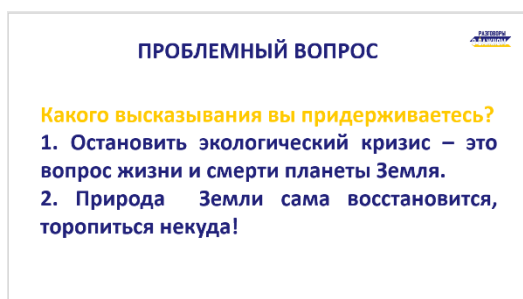 РАЗГОВОРЫ
О ВАЖНОМ
ПРОБЛЕМНЫЙ ВОПРОС
Какого высказывания вы придерживаетесь?
1. Остановить экологический кризис – это
вопрос жизни и смерти планеты Земля.
2. Природа Земли сама восстановится,
торопиться некуда!